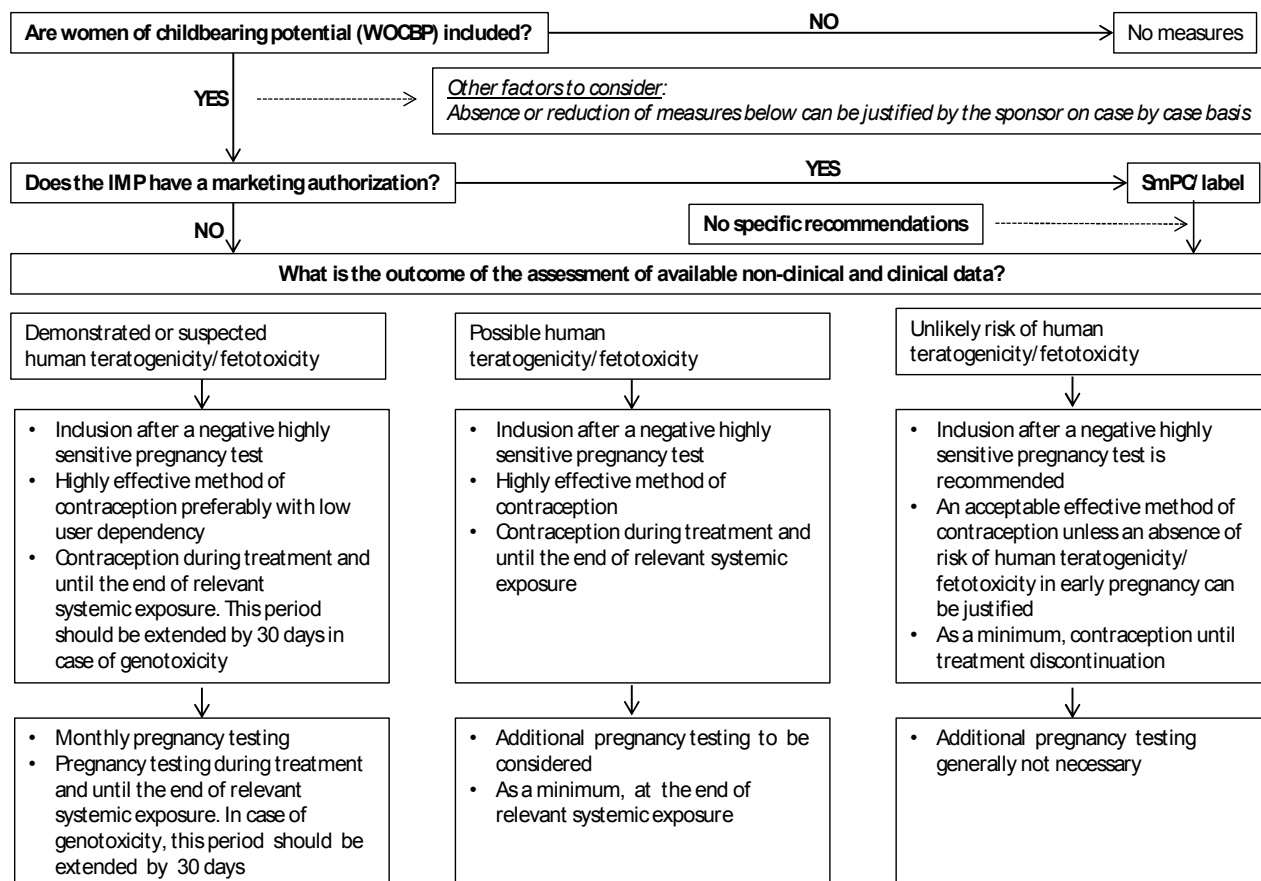 Are women of childbearing potential (WOCBP) included?
NO
No measures
YES
Other factors to consider:
Absence or reduction of measures below can be justified by the sponsor on case by case basis
Does the IMP have a marketing authorization?
YES
SmPC/ label
NO
No specific recommendations
What is the outcome of the assessment of available non-clinical and clinical data?
Demonstrated or suspected
human teratogenicity/ fetotoxicity
• Inclusion after a negative highly
sensitive pregnancy test
• Highly effective method of
contraception preferably with low
user dependency
• Contraception during treatment and
until the end of relevant
systemic exposure. This period
should be extended by 30 days in
case of genotoxicity
• Monthly pregnancy testing
• Pregnancy testing during treatment
and until the end of relevant
systemic exposure. In case of
genotoxicity, this period should be
extended by 30 days
Possible human
teratogenicity/ fetotoxicity
• Inclusion after a negative highly
sensitive pregnancy test
• Highly effective method of
contraception
• Contraception during treatment and
until the end of relevant systemic
exposure
• Additional pregnancy testing to be
considered
• As a minimum, at the end of
relevant systemic exposure
Unlikely risk of human
teratogenicity/ fetotoxicity
• Inclusion after a negative highly
sensitive pregnancy test is
recommended
• An acceptable effective method of
contraception unless an absence of
risk of human teratogenicity/
fetotoxicity in early pregnancy can
be justified
• As a minimum, contraception until
treatment discontinuation
• Additional pregnancy testing
generally not necessary